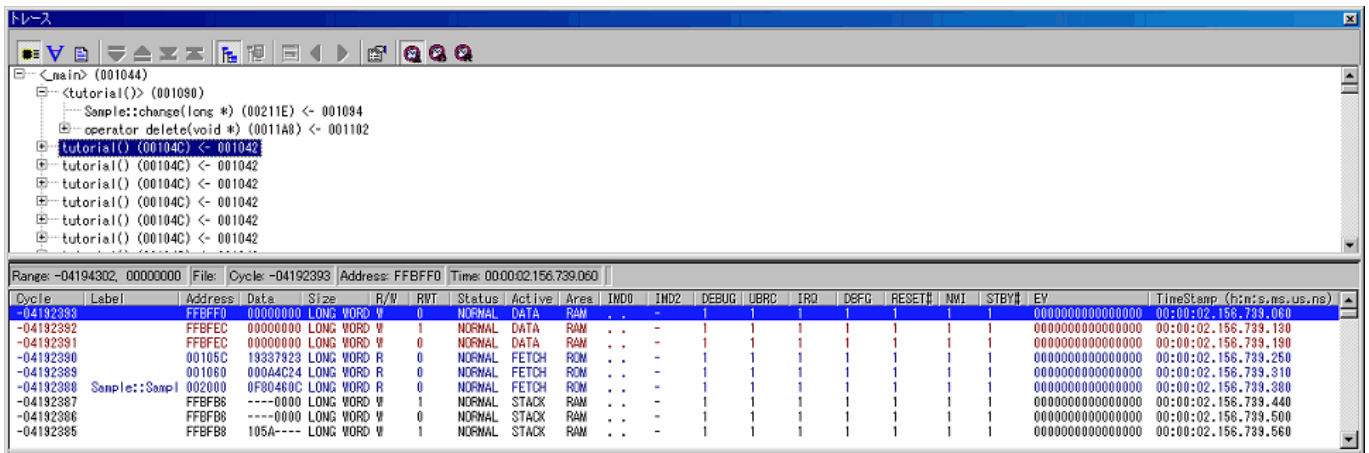 トレース
<_main> (001044)
<tutorial()> (001090)
Sample::change(long *) (00211E) <- 001094
operator delete(void *) (0011A8) <- 001102
tutorial() (00104C) <- 001042
tutorial() (00104C) <- 001042
tutorial() (00104C) <- 001042
tutorial() (00104C) <- 001042
tutorial() (00104C) <- 001042
tutorial() (00104C) <- 001042
Range: -04194302, 00000000 File: Cycle: -04192393 Address: FFBFF0 Time: 00:00:02.156.739.060
Cycle Label Address Data Size R/W RWT Status Active Area IND0 IND2 DEBUG UBRC IRQ DBFG RESET# NMI STBY# EV TimeStamp (h:m:s.ms.us.ns)
-04192393 FFBFF0 00000000 LONG WORD W 0 NORMAL DATA RAM . . - 1 1 1 1 1 1 1 0000000000000000 00:00:02.156.739.060
-04192392 FFBFEC 00000000 LONG WORD W 1 NORMAL DATA RAM . . - 1 1 1 1 1 1 1 0000000000000000 00:00:02.156.739.130
-04192391 FFBFEC 00000000 LONG WORD W 0 NORMAL DATA RAM . . - 1 1 1 1 1 1 1 0000000000000000 00:00:02.156.739.190
-04192390 00105C 19337923 LONG WORD R 0 NORMAL FETCH ROM . . - 1 1 1 1 1 1 1 0000000000000000 00:00:02.156.739.250
-04192389 001060 000A4C24 LONG WORD R 0 NORMAL FETCH ROM . . - 1 1 1 1 1 1 1 0000000000000000 00:00:02.156.739.310
-04192388 Sample::Sampl 002000 0F80460C LONG WORD R 0 NORMAL FETCH ROM . . - 1 1 1 1 1 1 1 0000000000000000 00:00:02.156.739.380
-04192387 FFBFB6 ----0000 LONG WORD W 1 NORMAL STACK RAM . . - 1 1 1 1 1 1 1 0000000000000000 00:00:02.156.739.440
-04192386 FFBFB6 ----0000 LONG WORD W 0 NORMAL STACK RAM . . - 1 1 1 1 1 1 1 0000000000000000 00:00:02.156.739.500
-04192385 FFBFB8 105A---- LONG WORD W 1 NORMAL STACK RAM . . - 1 1 1 1 1 1 1 0000000000000000 00:00:02.156.739.560